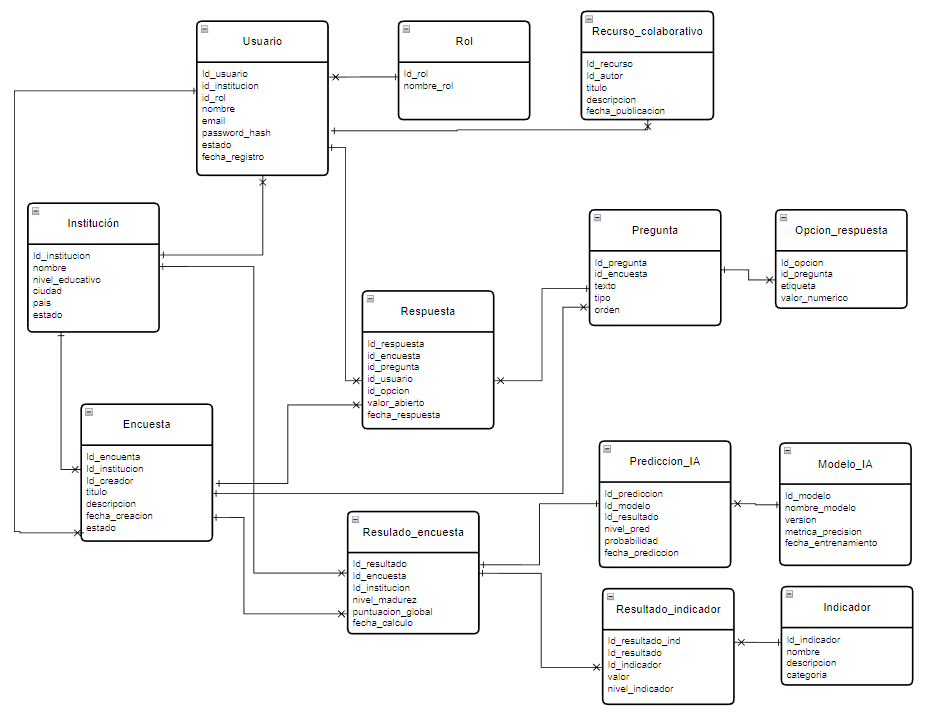 Usuario
Id_usuario
id_institucion
id_rol
nombre
email
password_hash
estado
fecha_registro
Rol
Id_rol
nombre_rol
Recurso_colaborativo
Id_recurso
Id_autor
titulo
descripcion
fecha_publicacion
Institución
Id_institucion
nombre
nivel_educativo
ciudad
pais
estado
Respuesta
Id_respuesta
id_encuesta
id_pregunta
id_usuario
id_opcion
valor_abierto
fecha_respuesta
Pregunta
Id_pregunta
id_encuesta
texto
tipo
orden
Opcion_respuesta
Id_opcion
id_pregunta
etiqueta
valor_numerico
Encuesta
Id_encuenta
Id_institucion
Id_creador
titulo
descripcion
fecha_creacion
estado
Resulado_encuesta
Id_resultado
Id_encuesta
Id_institucion
nivel_madurez
puntuacion_global
fecha_calculo
Prediccion_IA
Id_prediccion
Id_modelo
Id_resultado
nivel_pred
probabilidad
fecha_prediccion
Modelo_IA
Id_modelo
nombre_modelo
version
metrica_precision
fecha_entrenamiento
Resultado_indicador
Id_resultado_ind
Id_resultado
Id_indicador
valor
nivel_indicador
Indicador
Id_indicador
nombre
descripcion
categoria